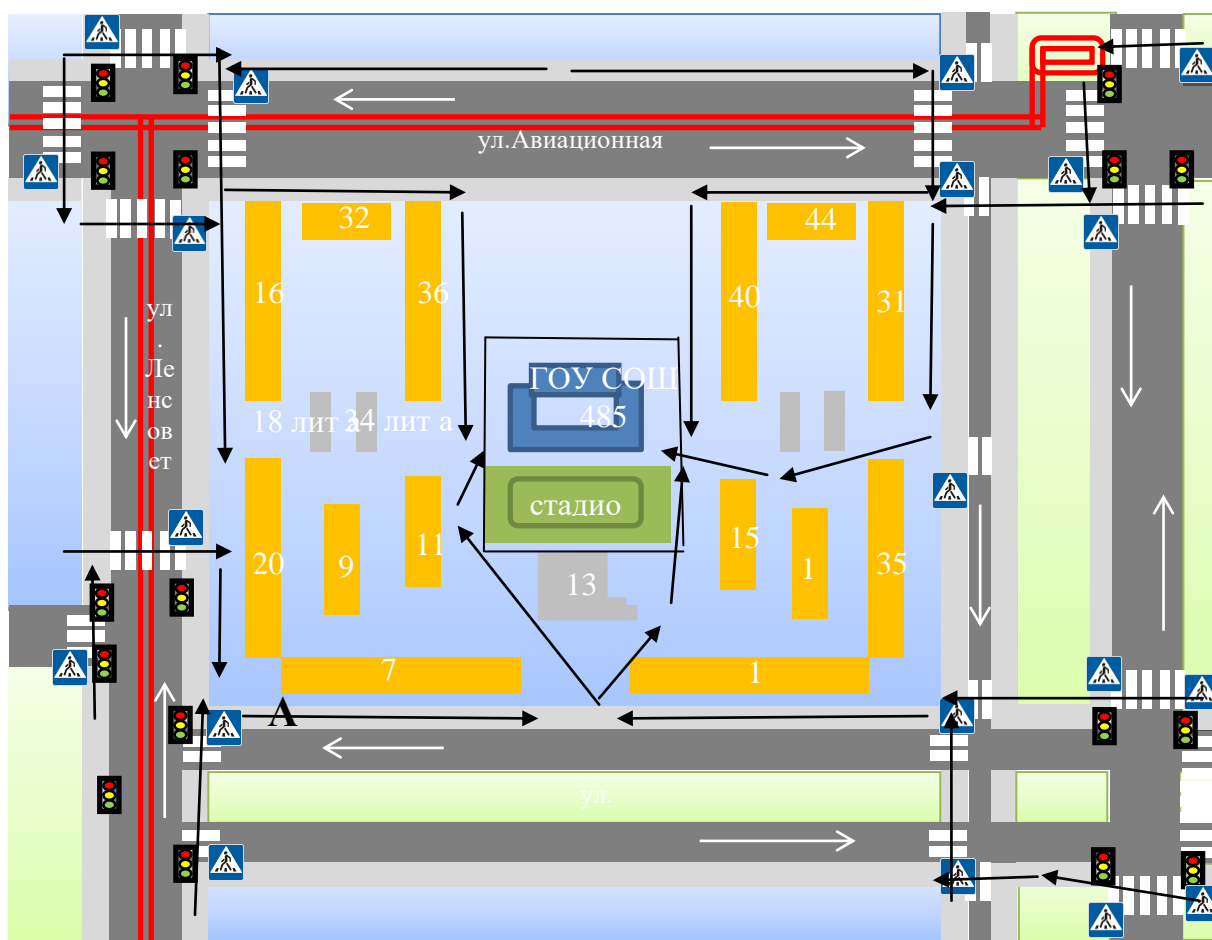 ул.Авиационная
32
44
16
36
40
31
ул
.
Ле
нс
ов
ет
ГОУ СОШ
485
18 лит а
34 лит а
стадио
20
9
11
15
1
35
13
7
1
А
ул.